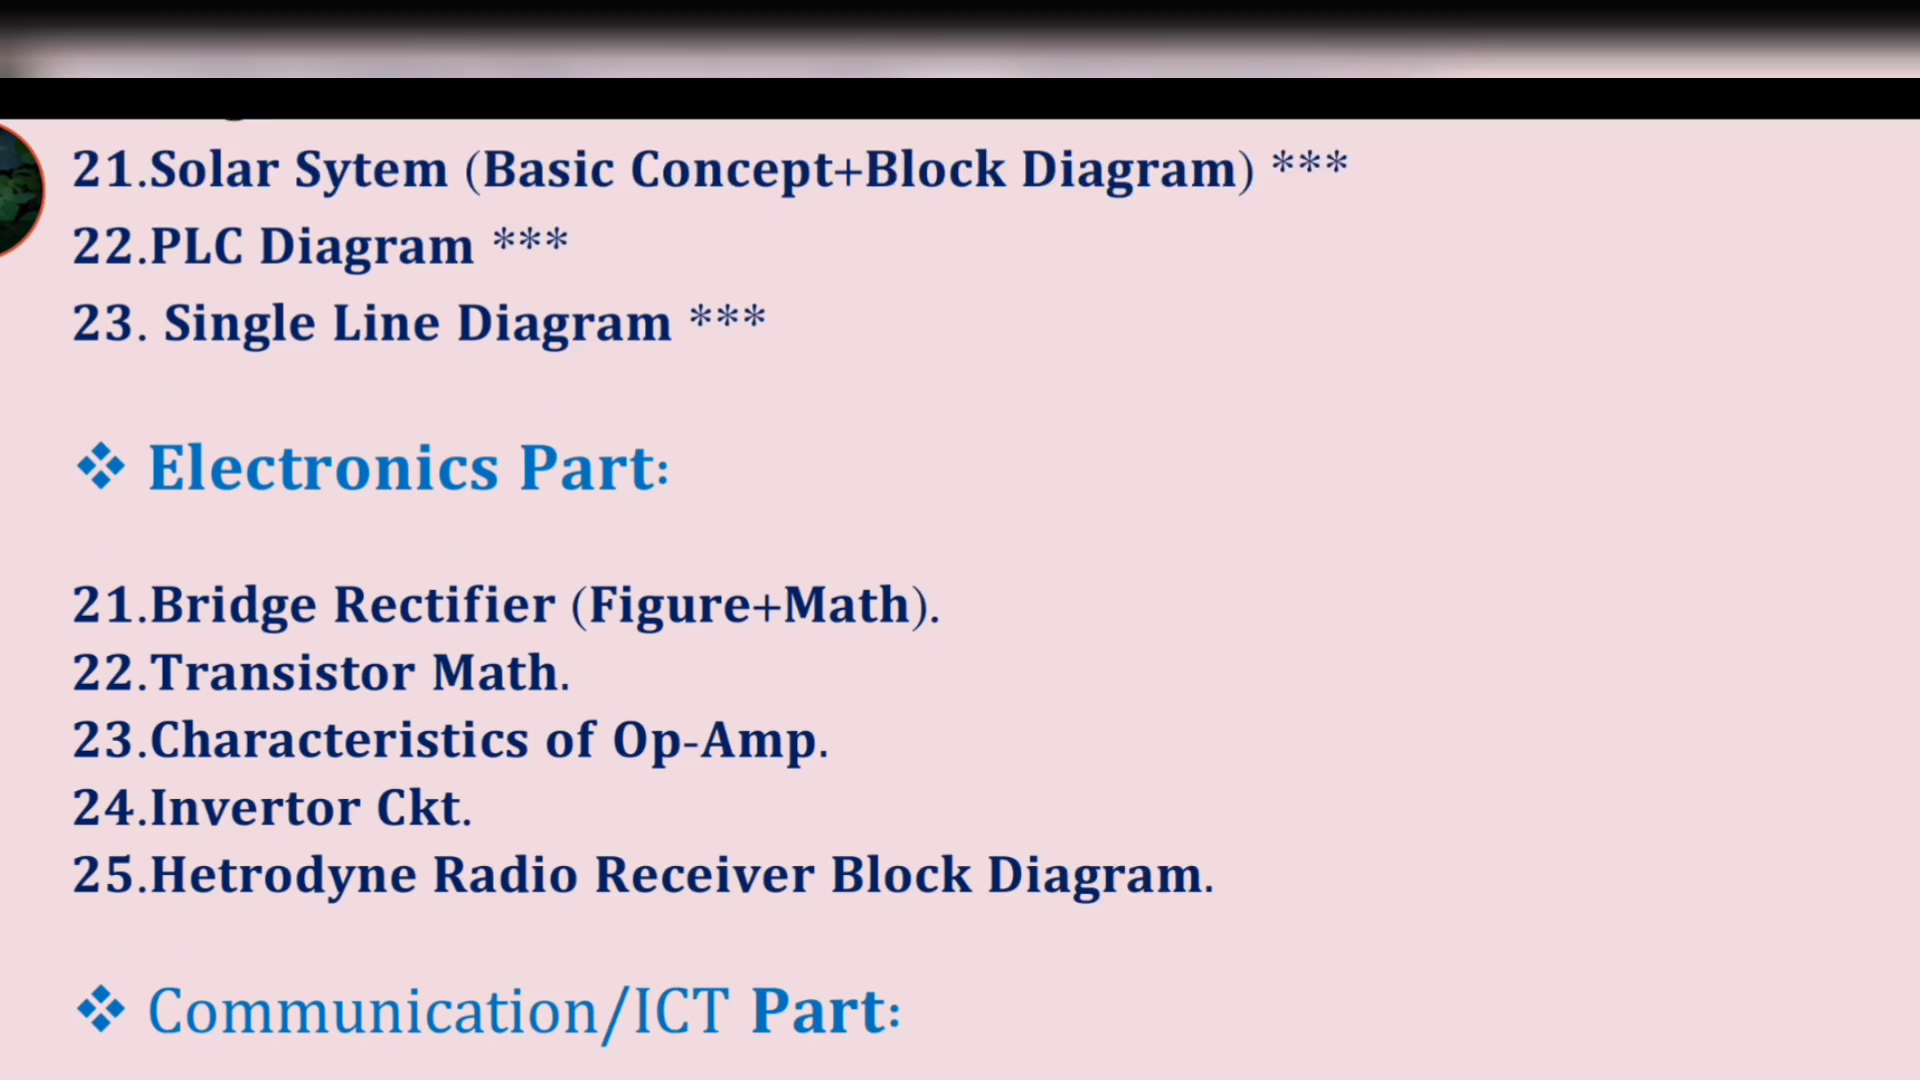 21.Solar Sytem (Basic Concept+Block Diagram) ***
22.PLC Diagram ***
23. Single Line Diagram ***
❖ Electronics Part:
21.Bridge Rectifier (Figure+Math).
22.Transistor Math.
23.Characteristics of Op-Amp.
24.Invertor Ckt.
25.Hetrodyne Radio Receiver Block Diagram.
❖ Communication/ICT Part: